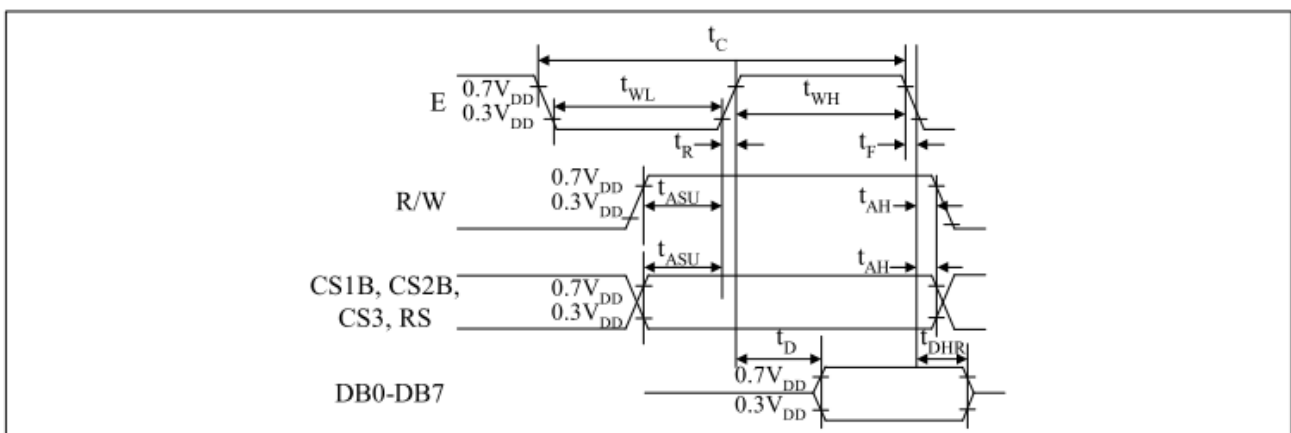 t_C
0.7V_DD
E
0.3V_DD
t_WL
t_WH
t_R
t_F
0.7V_DD
R/W
0.3V_DD
t_ASU
t_AH
t_ASU
t_AH
CS1B, CS2B,
CS3, RS
0.7V_DD
0.3V_DD
t_D
t_DHR
0.7V_DD
DB0-DB7
0.3V_DD